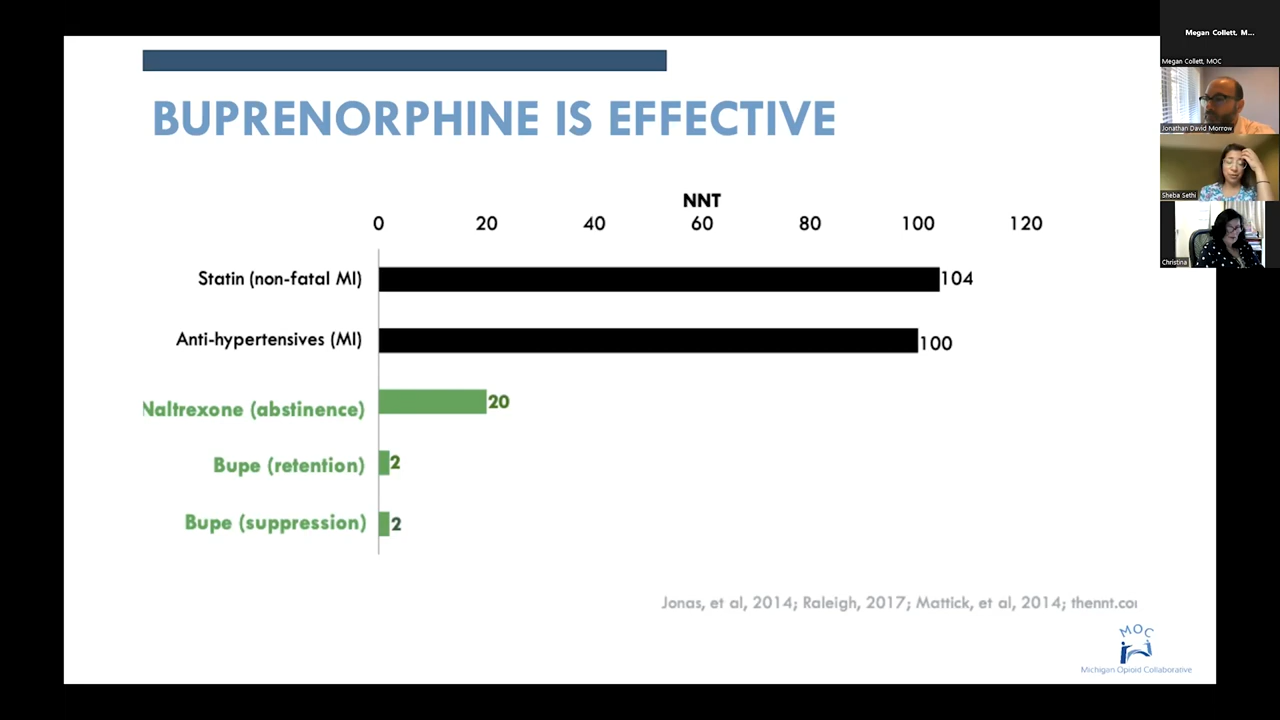 BUPRENORPHINE IS EFFECTIVE
NNT
0 20 40 60 80 100 120
Statin (non-fatal MI) 104
Anti-hypertensives (MI) 100
Naltrexone (abstinence) 20
Bupe (retention) 2
Bupe (suppression) 2
Jonas, et al, 2014; Raleigh, 2017; Mattick, et al, 2014; thennt.co
MOC
Michigan Opioid Collaborative
Megan Collett, M...
Megan Collett, MOC
Jonathan David Morrow
Sheba Sethi
Christina